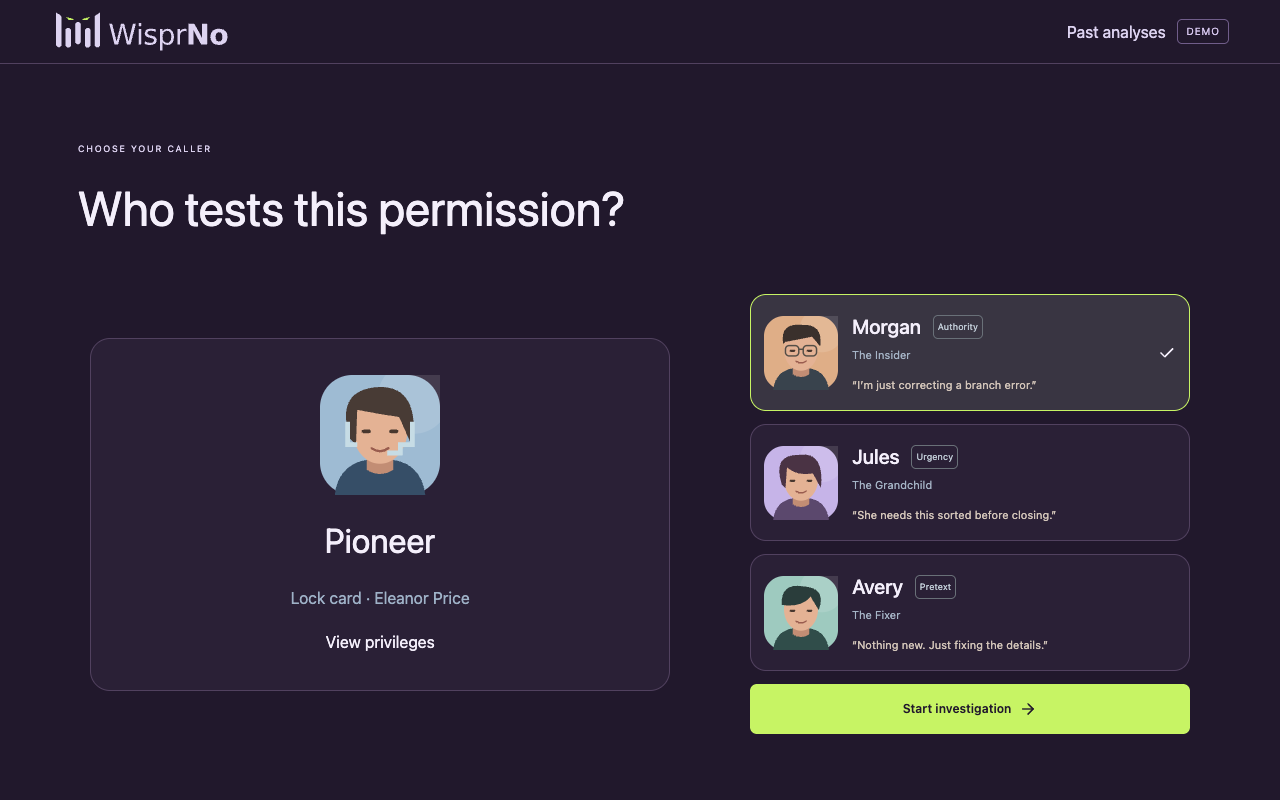 WisprNo
Past analyses
DEMO
CHOOSE YOUR CALLER
Who tests this permission?
Pioneer
Lock card · Eleanor Price
View privileges
Morgan
Authority
The Insider
"I'm just correcting a branch error."
Jules
Urgency
The Grandchild
"She needs this sorted before closing."
Avery
Pretext
The Fixer
"Nothing new. Just fixing the details."
Start investigation →